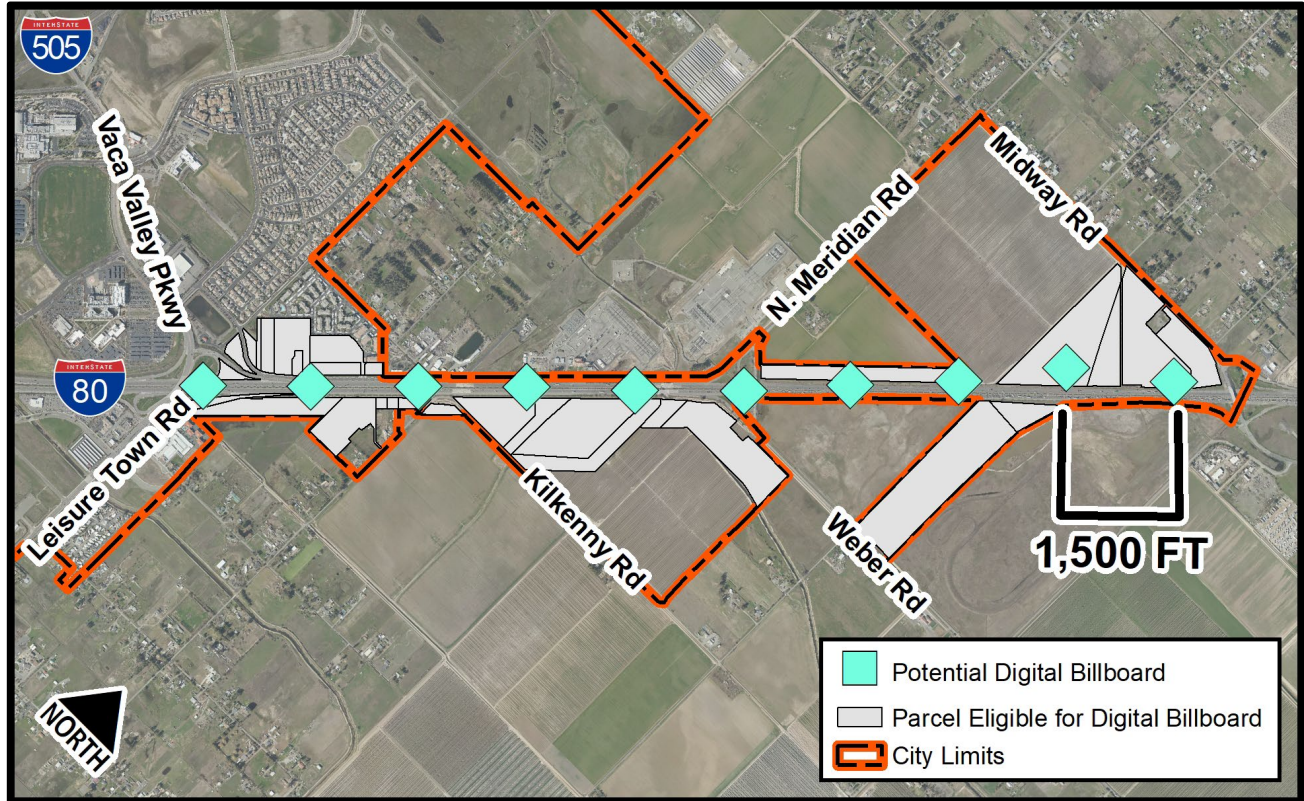 INTERSTATE
505
Vaca Valley Pkwy
N. Meridian Rd
Midway Rd
INTERSTATE
80
Leisure Town Rd
Kilkenny Rd
Weber Rd
1,500 FT
NORTH
Potential Digital Billboard
Parcel Eligible for Digital Billboard
City Limits